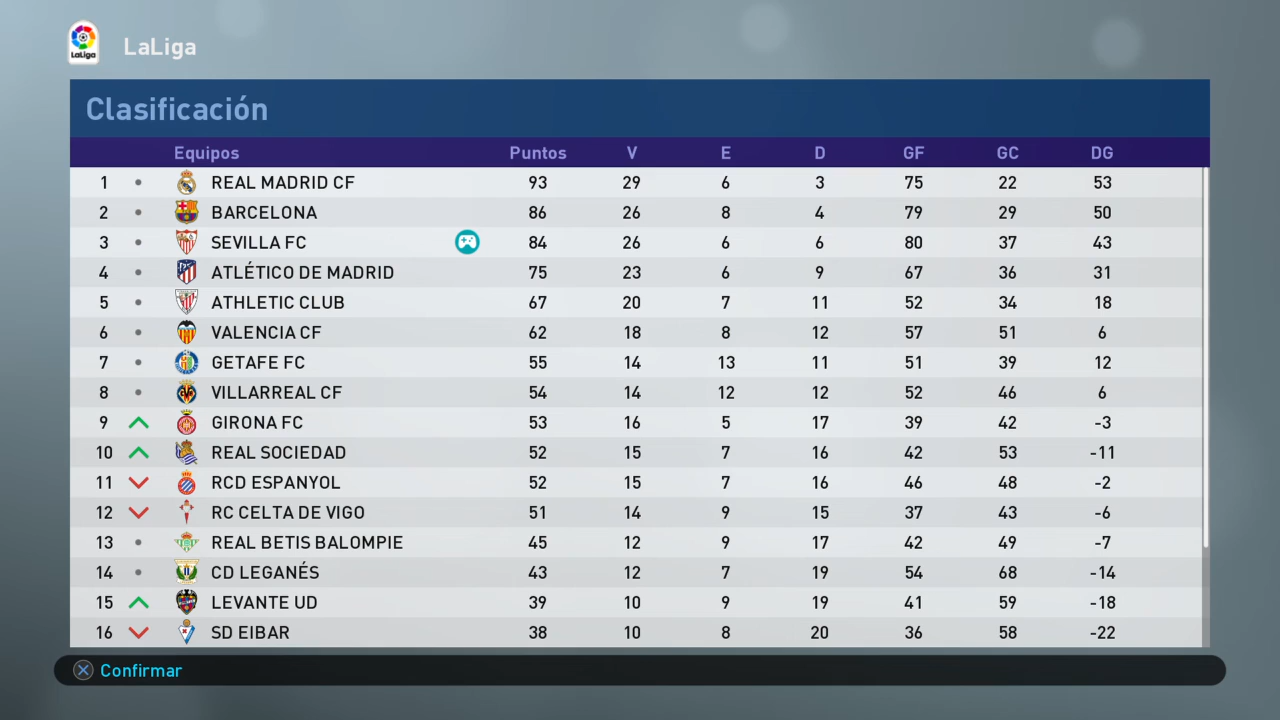 LaLiga
LaLiga
Clasificación
Equipos Puntos V E D GF GC DG
1 REAL MADRID CF 93 29 6 3 75 22 53
2 BARCELONA 86 26 8 4 79 29 50
3 SEVILLA FC 84 26 6 6 80 37 43
4 ATLÉTICO DE MADRID 75 23 6 9 67 36 31
5 ATHLETIC CLUB 67 20 7 11 52 34 18
6 VALENCIA CF 62 18 8 12 57 51 6
7 GETAFE FC 55 14 13 11 51 39 12
8 VILLARREAL CF 54 14 12 12 52 46 6
9 GIRONA FC 53 16 5 17 39 42 -3
10 REAL SOCIEDAD 52 15 7 16 42 53 -11
11 RCD ESPANYOL 52 15 7 16 46 48 -2
12 RC CELTA DE VIGO 51 14 9 15 37 43 -6
13 REAL BETIS BALOMPIE 45 12 9 17 42 49 -7
14 CD LEGANÉS 43 12 7 19 54 68 -14
15 LEVANTE UD 39 10 9 19 41 59 -18
16 SD EIBAR 38 10 8 20 36 58 -22
Confirmar